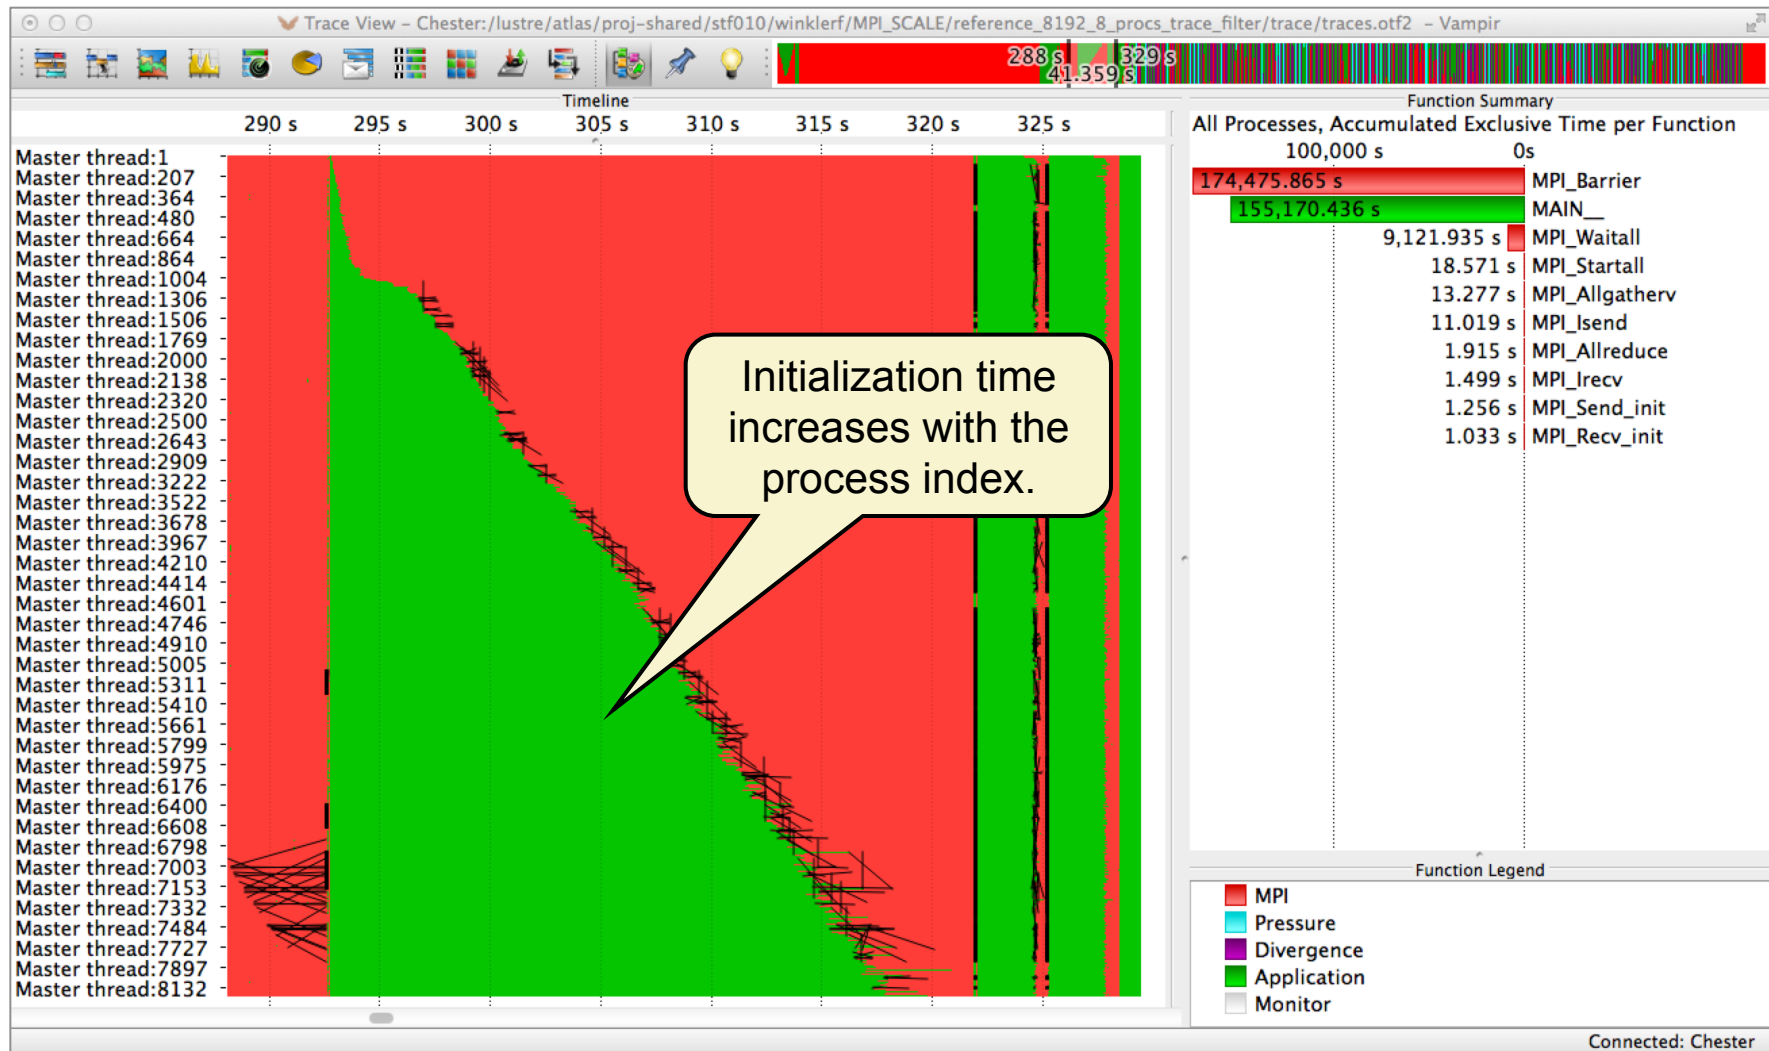 Trace View – Chester:/lustre/atlas/proj-shared/stf010/winklerf/MPI_SCALE/reference_8192_8_procs_trace_filter/trace/traces.otf2 – Vampir
288 s 329 s
41.359 s
Timeline
290 s 295 s 300 s 305 s 310 s 315 s 320 s 325 s
Master thread:1
Master thread:207
Master thread:364
Master thread:480
Master thread:664
Master thread:864
Master thread:1004
Master thread:1306
Master thread:1506
Master thread:1769
Master thread:2000
Master thread:2138
Master thread:2320
Master thread:2500
Master thread:2643
Master thread:2909
Master thread:3222
Master thread:3522
Master thread:3678
Master thread:3967
Master thread:4210
Master thread:4414
Master thread:4601
Master thread:4746
Master thread:4910
Master thread:5005
Master thread:5311
Master thread:5410
Master thread:5661
Master thread:5799
Master thread:5975
Master thread:6176
Master thread:6400
Master thread:6608
Master thread:6798
Master thread:7003
Master thread:7153
Master thread:7332
Master thread:7484
Master thread:7727
Master thread:7897
Master thread:8132
Initialization time
increases with the
process index.
Function Summary
All Processes, Accumulated Exclusive Time per Function
100,000 s 0s
174,475.865 s MPI_Barrier
155,170.436 s MAIN__
9,121.935 s MPI_Waitall
18.571 s MPI_Startall
13.277 s MPI_Allgatherv
11.019 s MPI_Isend
1.915 s MPI_Allreduce
1.499 s MPI_Irecv
1.256 s MPI_Send_init
1.033 s MPI_Recv_init
Function Legend
MPI
Pressure
Divergence
Application
Monitor
Connected: Chester